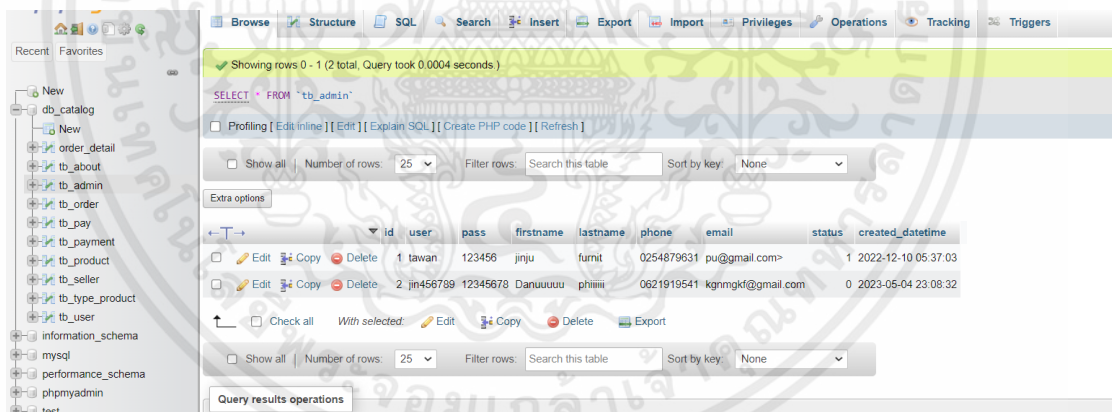 Recent Favorites
New
db_catalog
New
order_detail
tb_about
tb_admin
tb_order
tb_pay
tb_payment
tb_product
tb_seller
tb_type_product
tb_user
information_schema
mysql
performance_schema
phpmyadmin
test
Browse Structure SQL Search Insert Export Import Privileges Operations Tracking Triggers
Showing rows 0 - 1 (2 total, Query took 0.0004 seconds.)
SELECT * FROM `tb_admin`
Profiling [ Edit inline ] [ Edit ] [ Explain SQL ] [ Create PHP code ] [ Refresh ]
Show all | Number of rows: 25 Filter rows: Search this table Sort by key: None
Extra options
←T→ id user pass firstname lastname phone email status created_datetime
Edit Copy Delete 1 tawan 123456 jinju furnit 0254879631 pu@gmail.com> 1 2022-12-10 05:37:03
Edit Copy Delete 2 jin456789 12345678 Danuuuuu phiiiiii 0621919541 kgnmgkf@gmail.com 0 2023-05-04 23:08:32
Check all With selected: Edit Copy Delete Export
Show all | Number of rows: 25 Filter rows: Search this table Sort by key: None
Query results operations